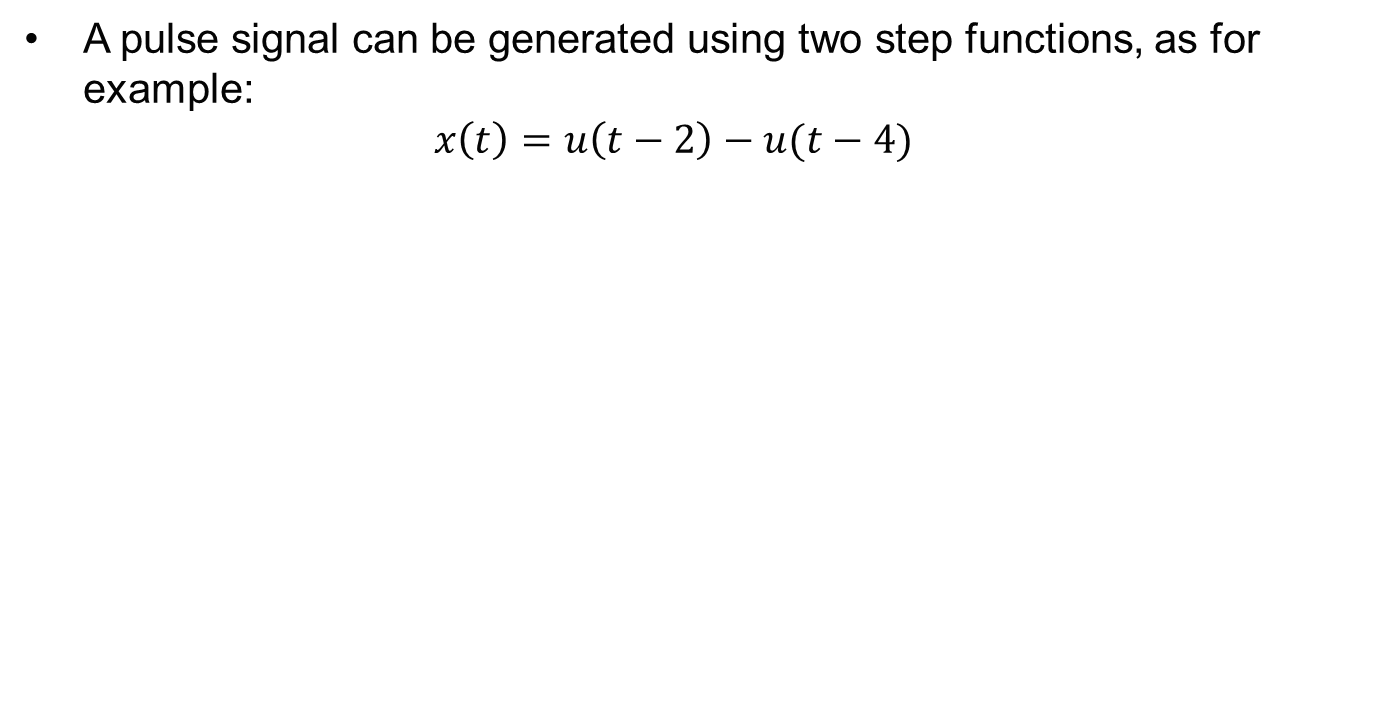 • A pulse signal can be generated using two step functions, as for
example:
𝑥(𝑡) = 𝑢(𝑡 − 2) − 𝑢(𝑡 − 4)